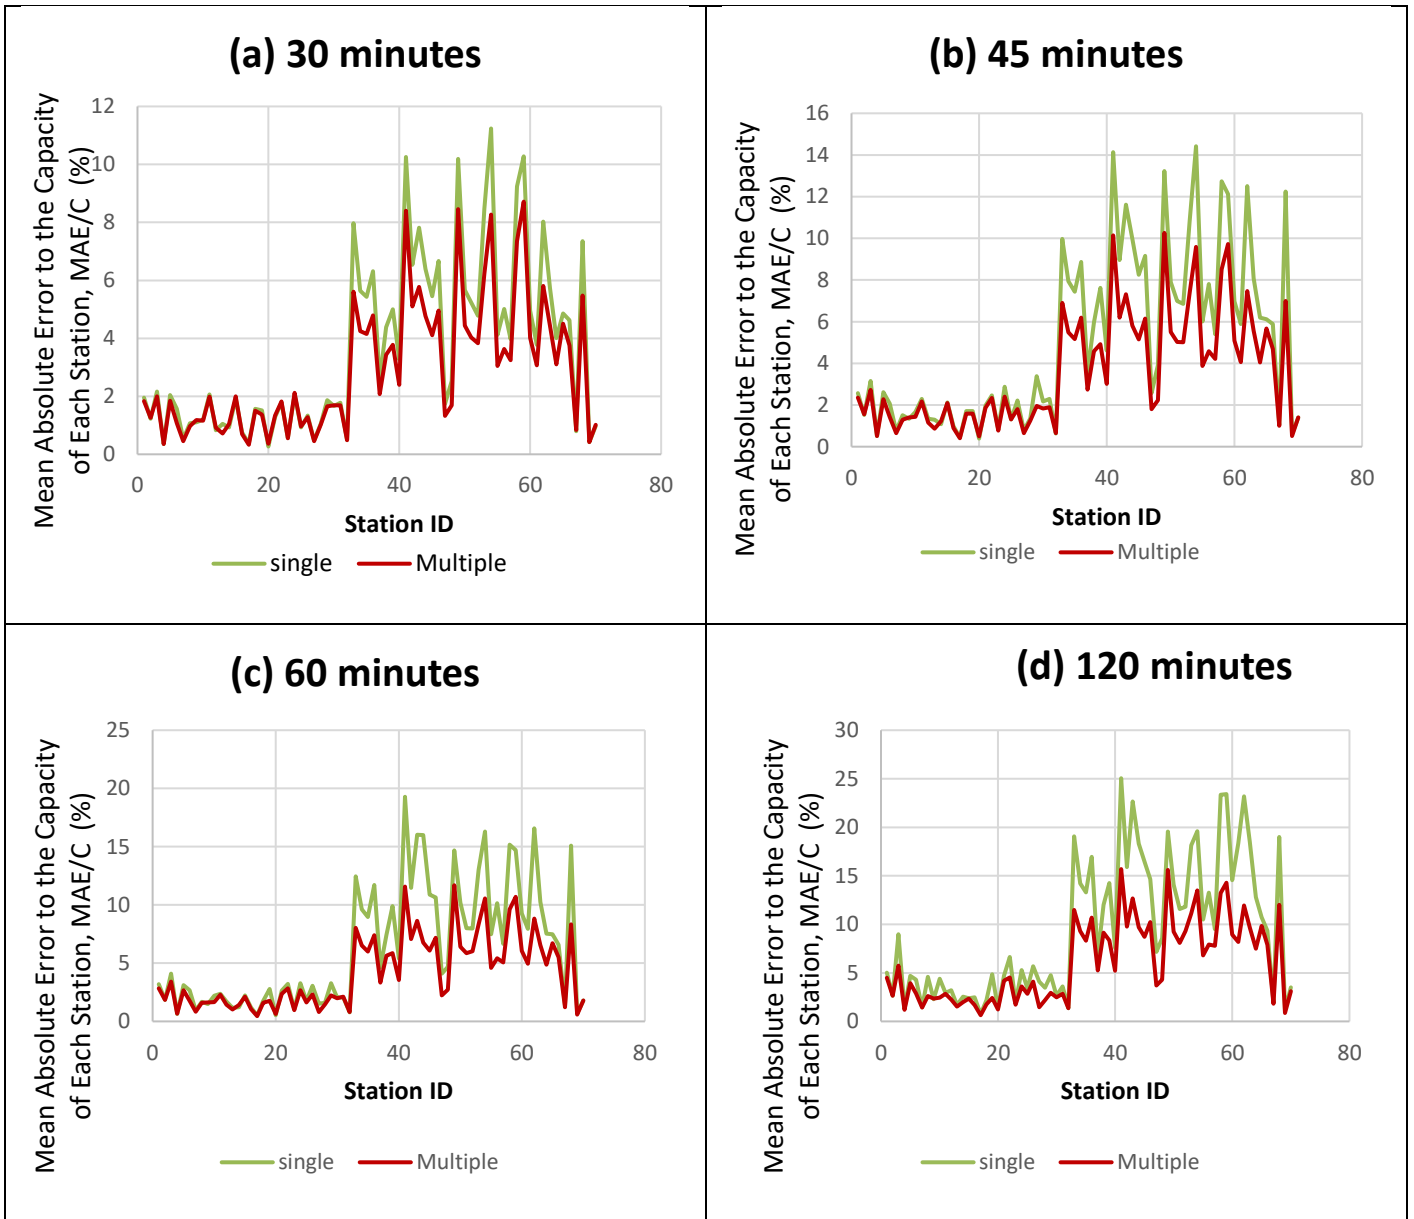 (a) 30 minutes
Mean Absolute Error to the Capacity
of Each Station, MAE/C (%)
12
10
8
6
4
2
0
0 20 40 60 80
Station ID
single Multiple
(b) 45 minutes
Mean Absolute Error to the Capacity
of Each Station, MAE/C (%)
16
14
12
10
8
6
4
2
0
0 20 40 60 80
Station ID
single Multiple
(c) 60 minutes
Mean Absolute Error to the Capacity
of Each Station, MAE/C (%)
25
20
15
10
5
0
0 20 40 60 80
Station ID
single Multiple
(d) 120 minutes
Mean Absolute Error to the Capacity
of Each Station, MAE/C (%)
30
25
20
15
10
5
0
0 20 40 60 80
Station ID
single Multiple